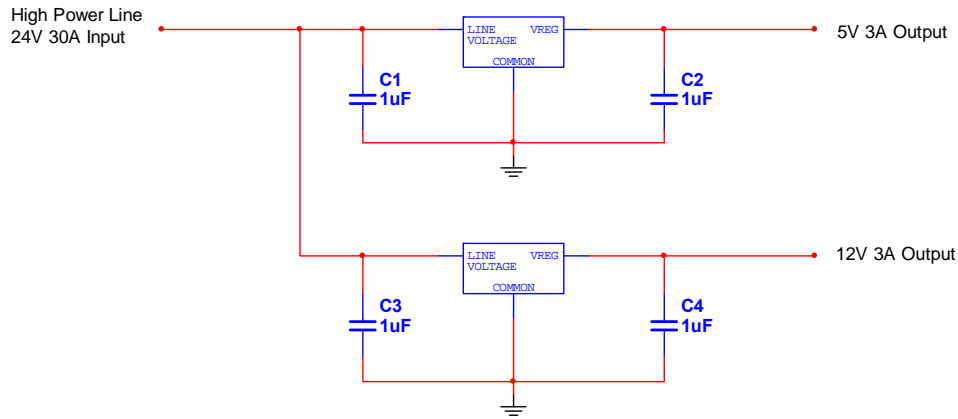 High Power Line
24V 30A Input
LINE VREG
VOLTAGE
COMMON
5V 3A Output
C1
1uF
C2
1uF
LINE VREG
VOLTAGE
COMMON
12V 3A Output
C3
1uF
C4
1uF